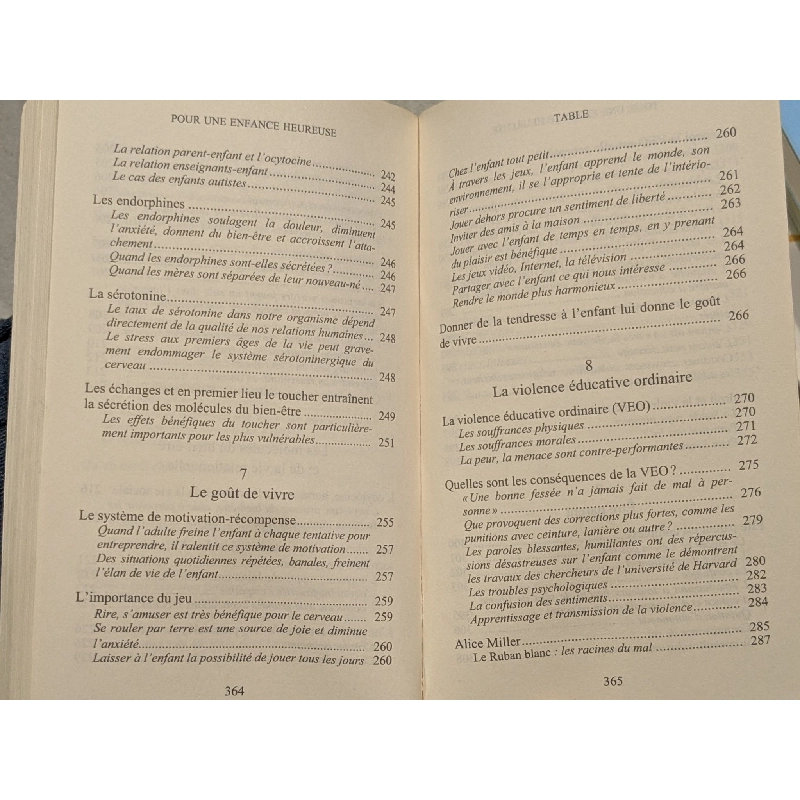 POUR UNE ENFANCE HEUREUSE
La relation parent-enfant et l'ocytocine................. 242
La relation enseignants-enfant........................... 244
Le cas des enfants autistes.............................. 245
Les endorphines .......................................... 245
Les endorphines soulagent la douleur, diminuent
l'anxiété, donnent du bien-être et accroissent l'atta-
chement.................................................. 246
Quand les endorphines sont-elles sécrétées ?............. 246
Quand les mères sont séparées de leur nouveau-né .... 247
La sérotonine............................................ 247
Le taux de sérotonine dans notre organisme dépend
directement de la qualité de nos relations humaines... 248
Le stress aux premiers âges de la vie peut grave-
ment endommager le système sérotoninergique du
cerveau ................................................. 248
Les échanges et en premier lieu le toucher entraînent
la sécrétion des molécules du bien-être ................. 249
Les effets bénéfiques du toucher sont particulière-
ment importants pour les plus vulnérables................ 251
7
Le goût de vivre
Le système de motivation-récompense...................... 255
Quand l'adulte freine l'enfant à chaque tentative pour
entreprendre, il ralentit ce système de motivation ...... 257
Des situations quotidiennes répétées, banales, freinent
l'élan de vie de l'enfant................................ 257
L'importance du jeu ..................................... 259
Rire, s'amuser est très bénéfique pour le cerveau........ 259
Se rouler par terre est une source de joie et diminue
l'anxiété................................................ 260
Laisser à l'enfant la possibilité de jouer tous les jours 260
364
TABLE
Chez l'enfant tout petit................................. 260
À travers les jeux, l'enfant apprend le monde, son
environnement, il se l'approprie et tente de l'intério-
riser.................................................... 261
Jouer dehors procure un sentiment de liberté ............ 262
Inviter des amis à la maison ............................ 263
Jouer avec l'enfant de temps en temps, en y prenant
du plaisir est bénéfique ................................ 264
Les jeux vidéo, Internet, la télévision ................. 264
Partager avec l'enfant ce qui nous intéresse ............ 266
Rendre le monde plus harmonieux ......................... 266
Donner de la tendresse à l'enfant lui donne le goût
de vivre................................................. 266
8
La violence éducative ordinaire
La violence éducative ordinaire (VEO).................... 270
Les souffrances physiques ............................... 270
Les souffrances morales.................................. 271
La peur, la menace sont contre-performantes ............. 272
Quelles sont les conséquences de la VEO ? ............... 275
« Une bonne fessée n'a jamais fait de mal à per-
sonne » ................................................. 276
Que provoquent des corrections plus fortes, comme les
punitions avec ceinture, lanière ou autre ?.............. 279
Les paroles blessantes, humiliantes ont des répercus-
sions désastreuses sur l'enfant comme le démontrent
les travaux des chercheurs de l'université de Harvard 280
Les troubles psychologiques ............................. 282
La confusion des sentiments.............................. 283
Apprentissage et transmission de la violence............. 284
Alice Miller............................................. 285
Le Ruban blanc : les racines du mal ..................... 287
365